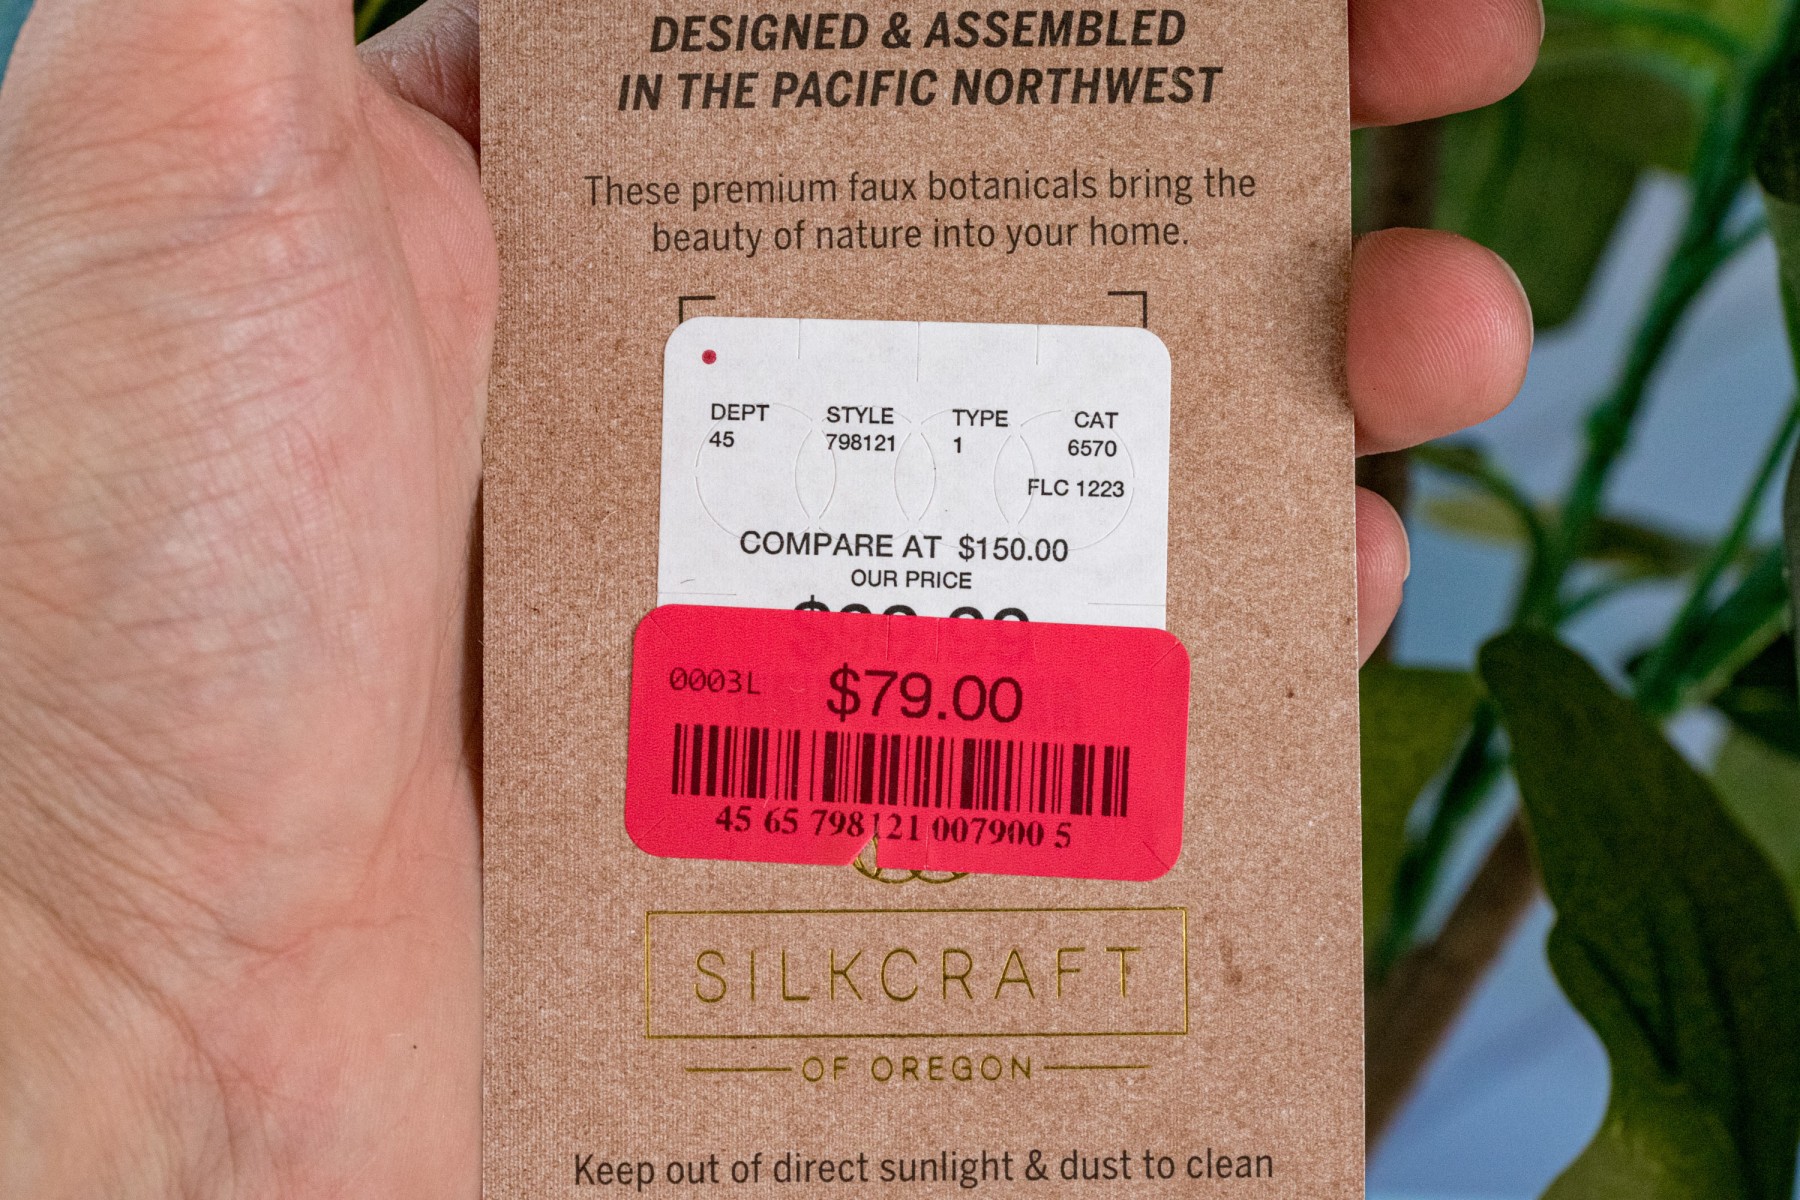 DESIGNED & ASSEMBLED
IN THE PACIFIC NORTHWEST
These premium faux botanicals bring the
beauty of nature into your home.
DEPT STYLE TYPE CAT
45 798121 1 6570
FLC 1223
COMPARE AT $150.00
OUR PRICE
0003L $79.00
45 65 798121 007900 5
SILKCRAFT
OF OREGON
Keep out of direct sunlight & dust to clean